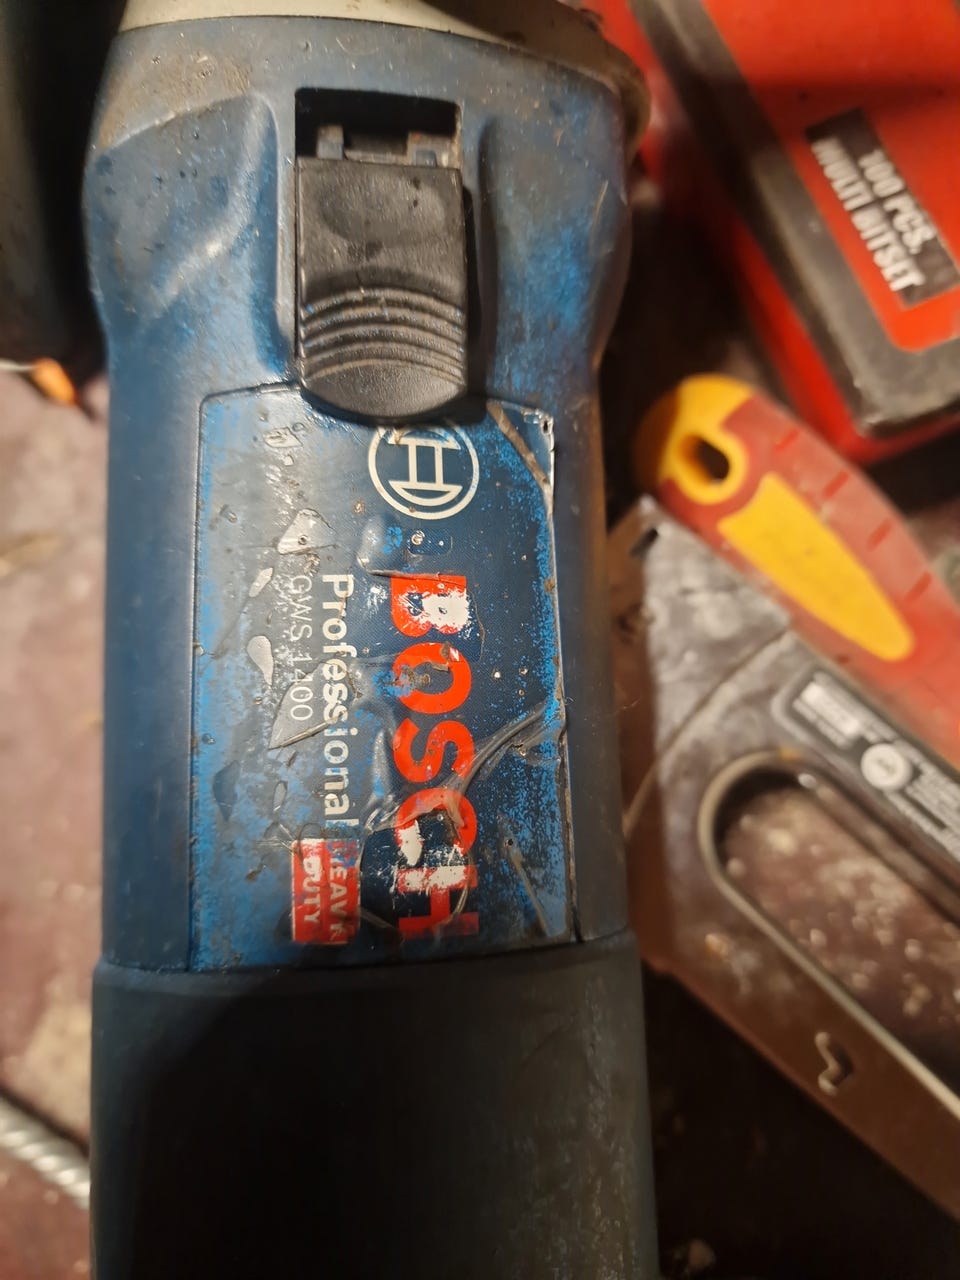 BOSCH
Professional
HEAVY
DUTY
GWS 1400
100 PCS.
MULTI BITSET